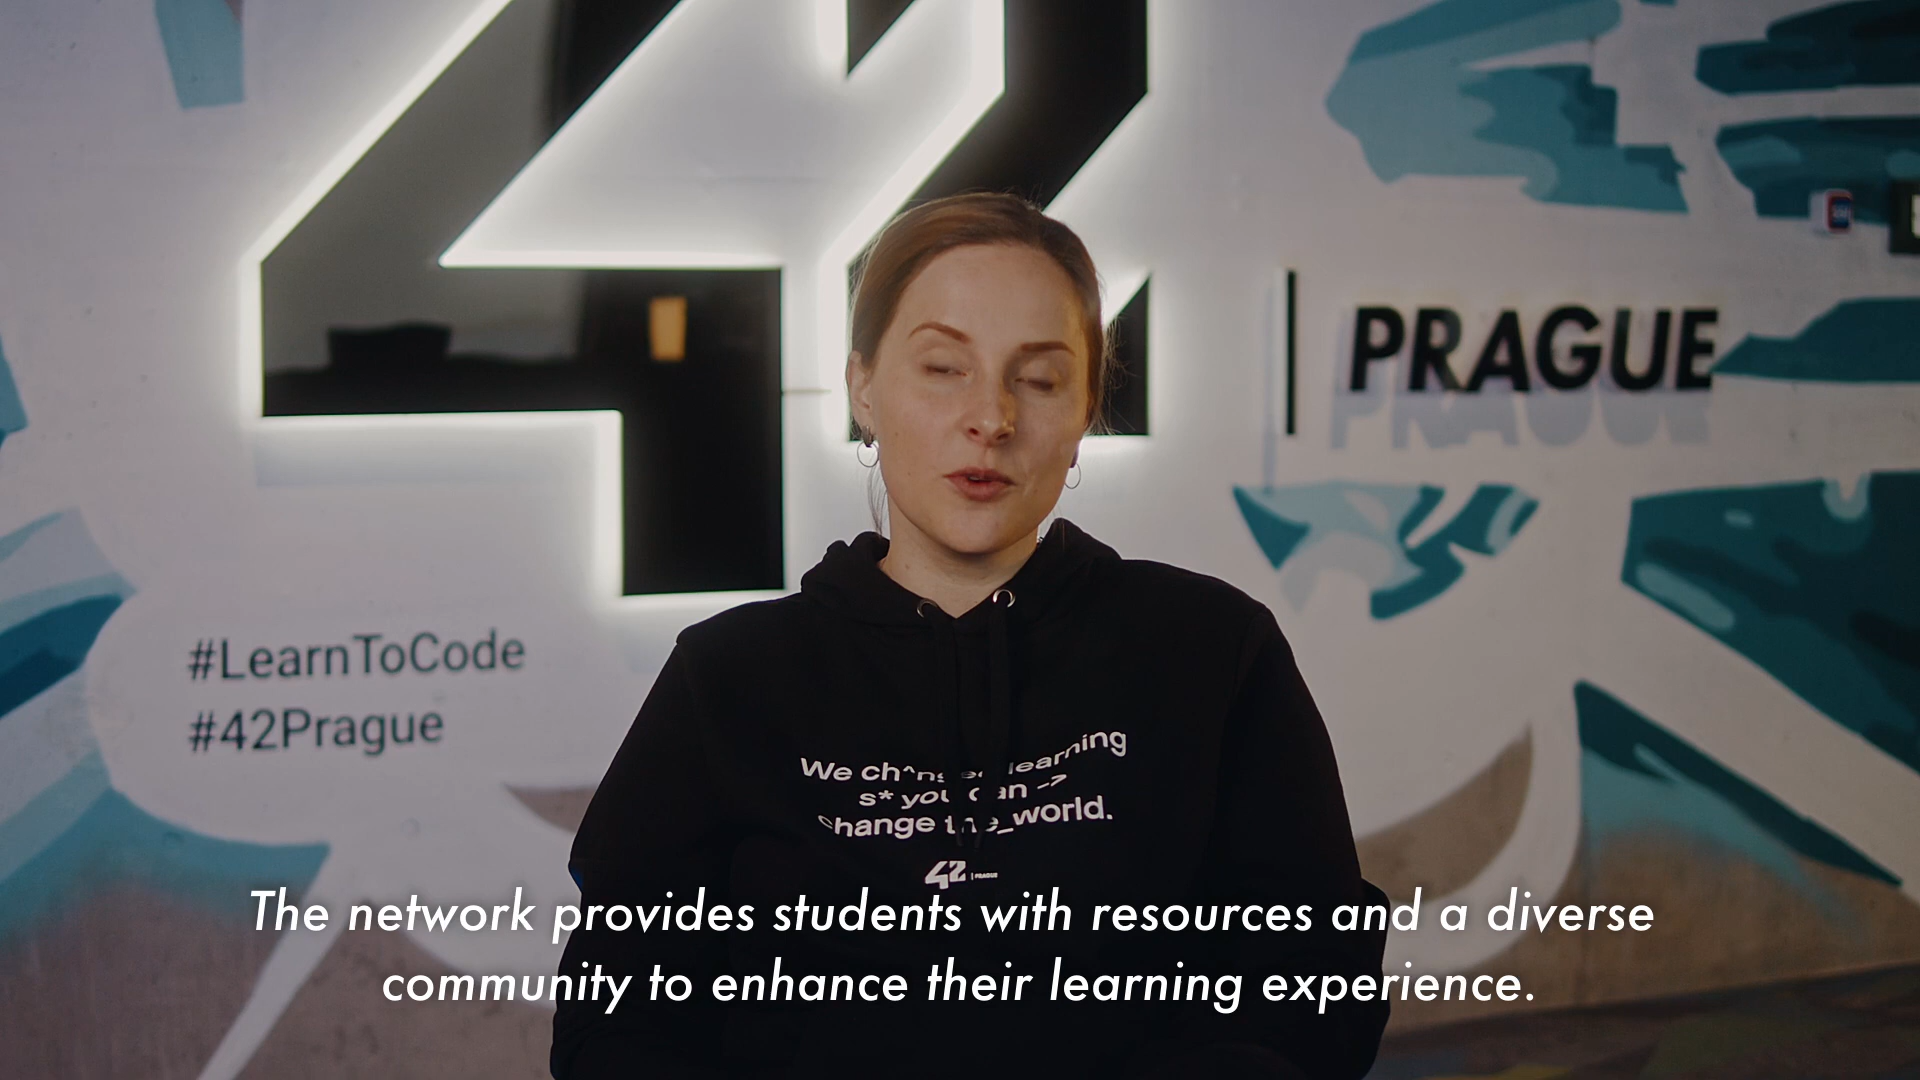 42
PRAGUE
#LearnToCode
#42Prague
We ch^nged learning
s* you can ->
change the_world.
42 | PRAGUE
The network provides students with resources and a diverse
community to enhance their learning experience.